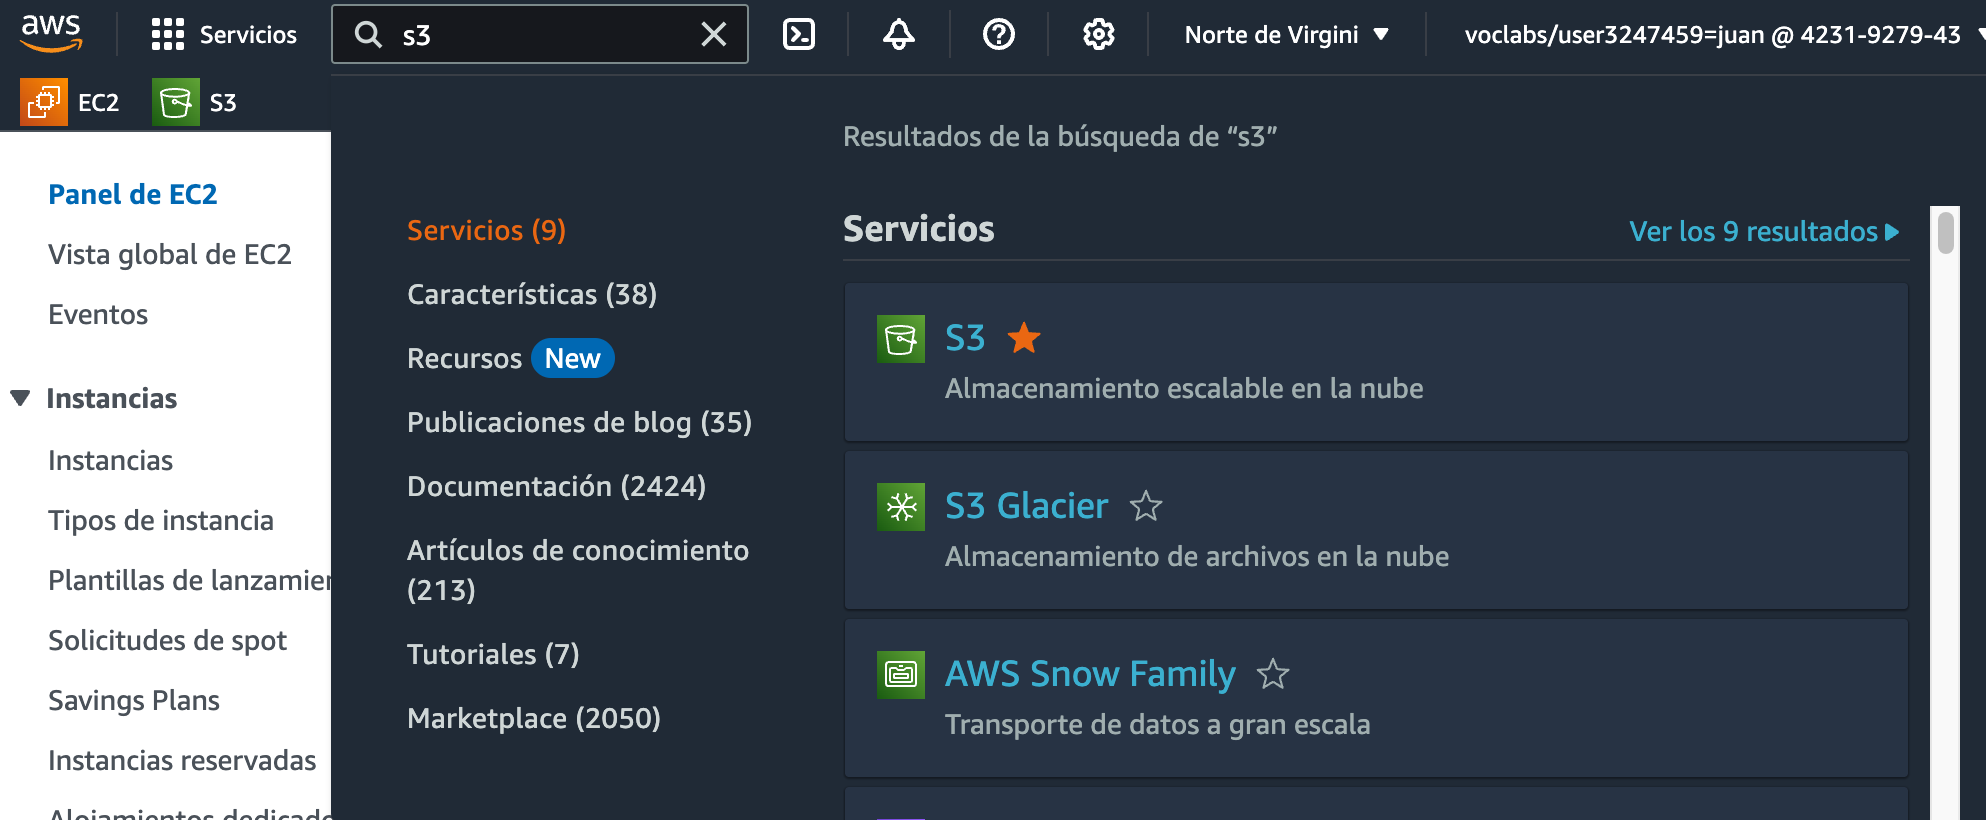 aws
Servicios
s3
Norte de Virgini
voclabs/user3247459=juan @ 4231-9279-43
EC2
S3
Panel de EC2
Vista global de EC2
Eventos
Instancias
Instancias
Tipos de instancia
Plantillas de lanzamier
Solicitudes de spot
Savings Plans
Instancias reservadas
Alojamientos dedicado
Resultados de la búsqueda de “s3”
Servicios (9)
Características (38)
Recursos New
Publicaciones de blog (35)
Documentación (2424)
Artículos de conocimiento
(213)
Tutoriales (7)
Marketplace (2050)
Servicios
Ver los 9 resultados
S3
Almacenamiento escalable en la nube
S3 Glacier
Almacenamiento de archivos en la nube
AWS Snow Family
Transporte de datos a gran escala